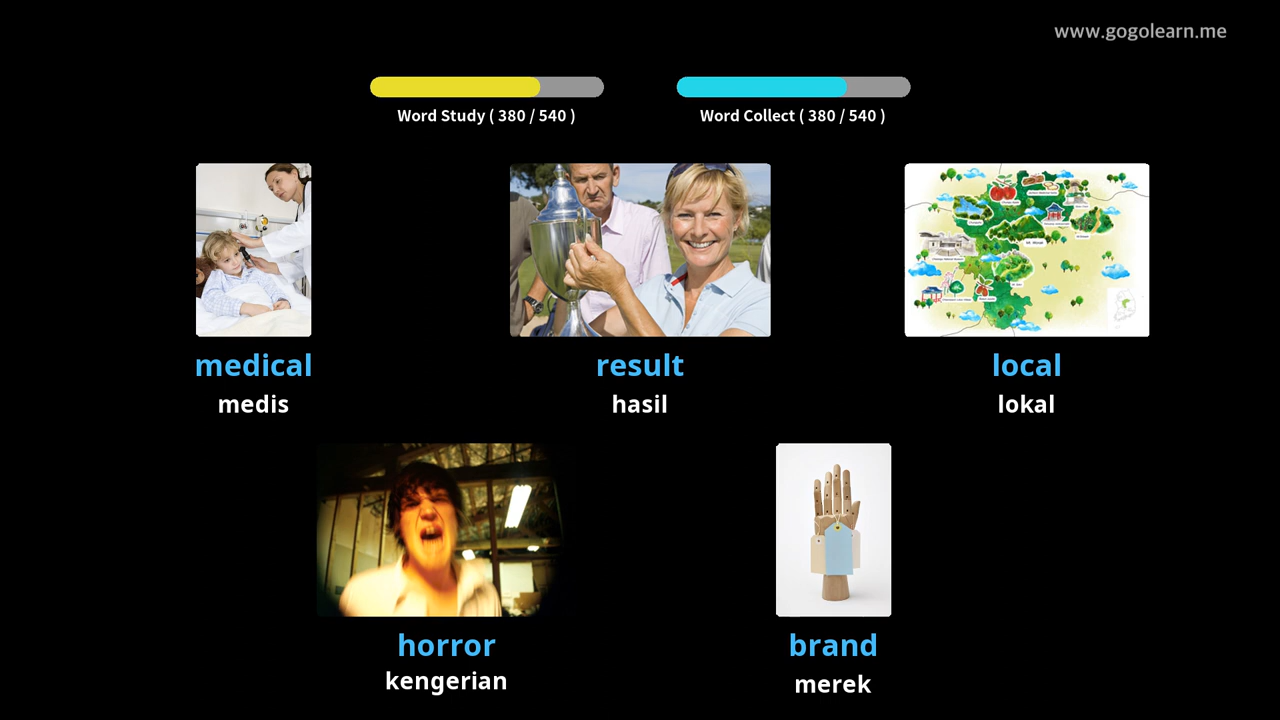 www.gogolearn.me
Word Study ( 380 / 540 )
Word Collect ( 380 / 540 )
medical
medis
result
hasil
local
lokal
horror
kengerian
brand
merek